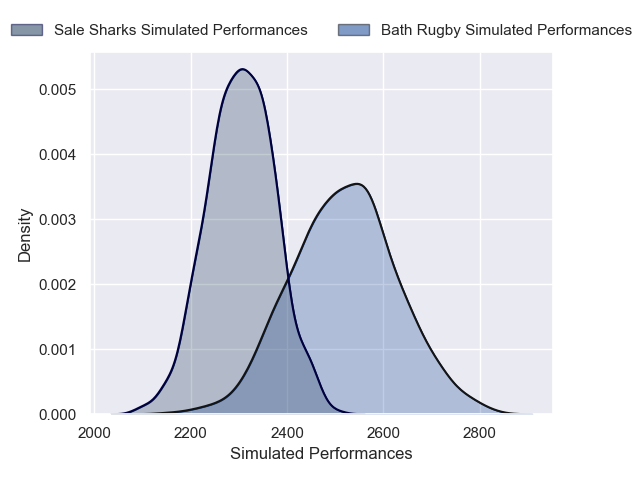 Sale Sharks Simulated Performances
Bath Rugby Simulated Performances
0.005
0.004
0.003
0.002
0.001
0.000
Density
2000
2200
2400
2600
2800
Simulated Performances